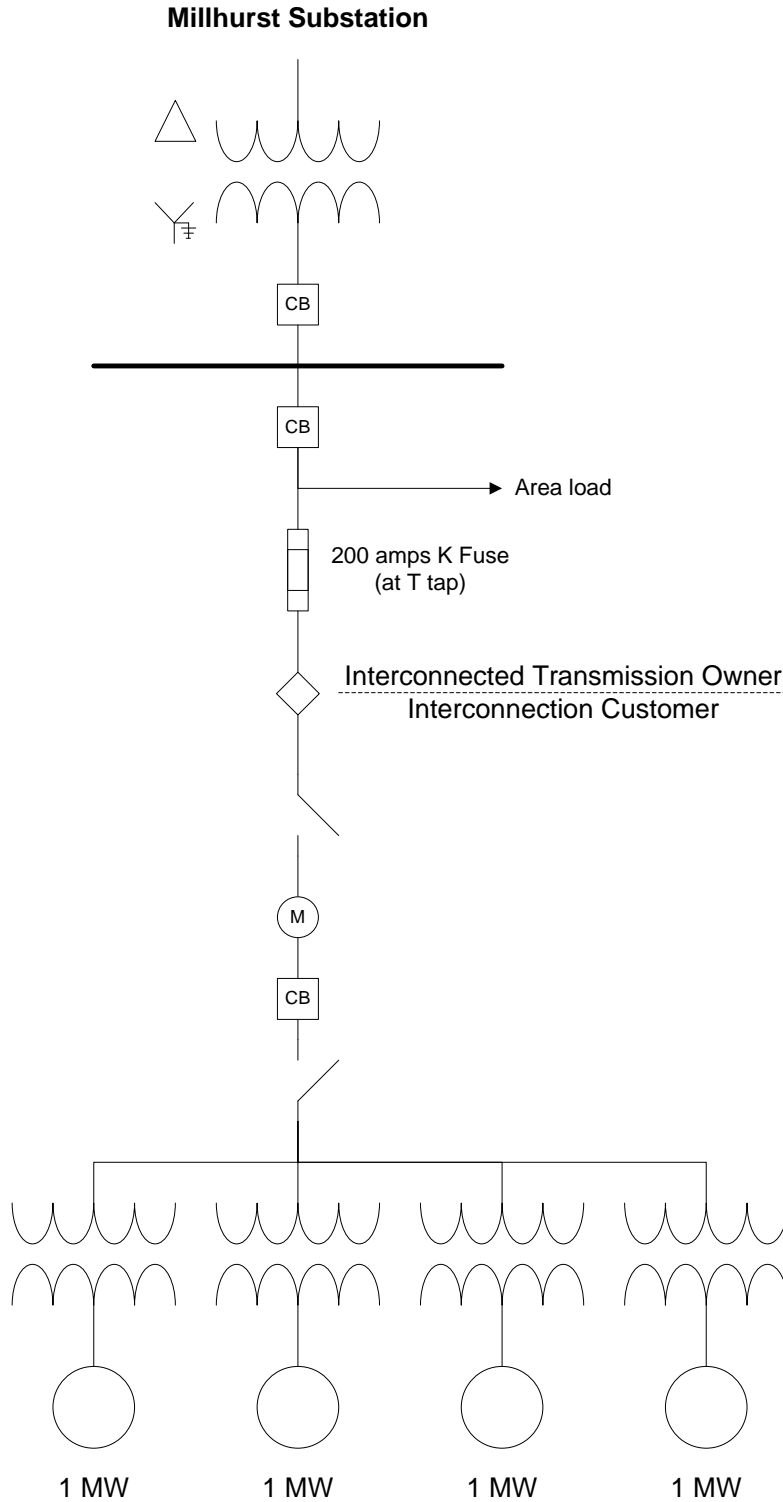 Millhurst Substation
CB
CB
Area load
200 amps K Fuse
(at T tap)
Interconnected Transmission Owner
Interconnection Customer
M
CB
1 MW 1 MW 1 MW 1 MW